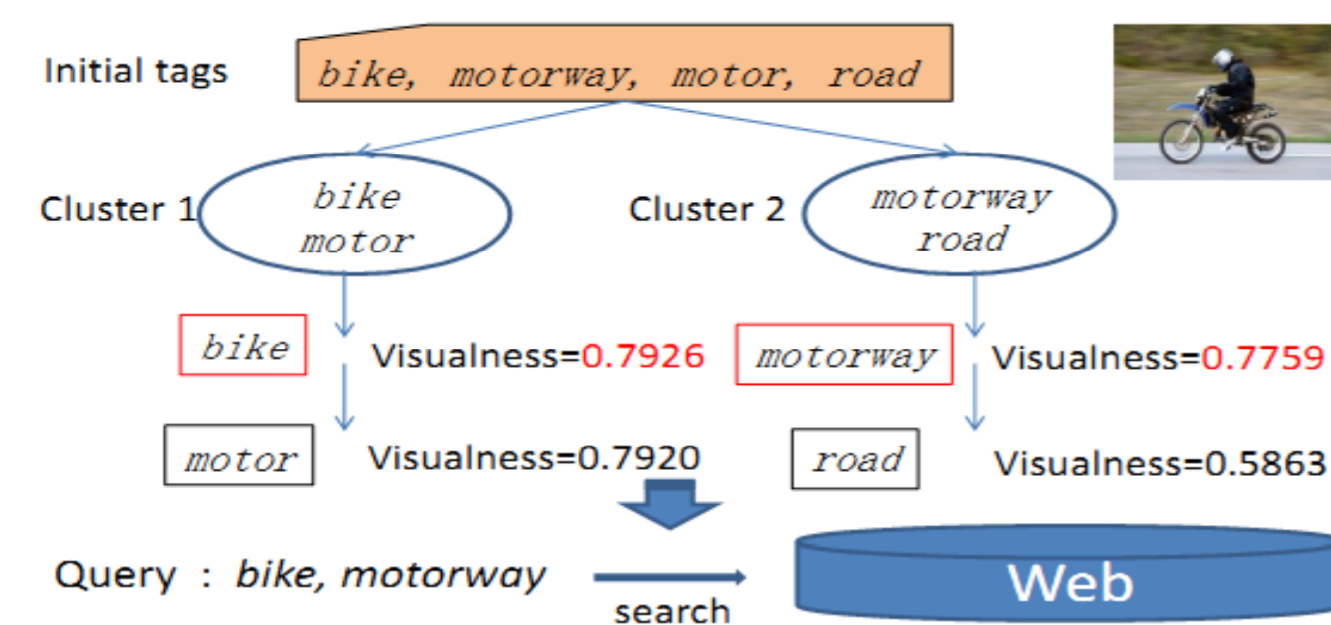 Initial tags
bike, motorway, motor, road
Cluster 1
bike
motor
Cluster 2
motorway
road
bike
Visualness=0.7926
motorway
Visualness=0.7759
motor
Visualness=0.7920
road
Visualness=0.5863
Query : bike, motorway
search
Web